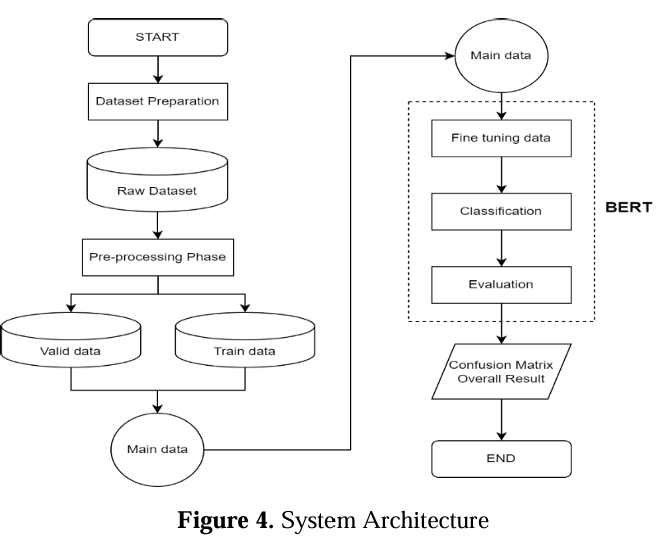 START
Dataset Preparation
Raw Dataset
Pre-processing Phase
Valid data
Train data
Main data
Main data
Fine tuning data
Classification
Evaluation
BERT
Confusion Matrix
Overall Result
END
Figure 4. System Architecture